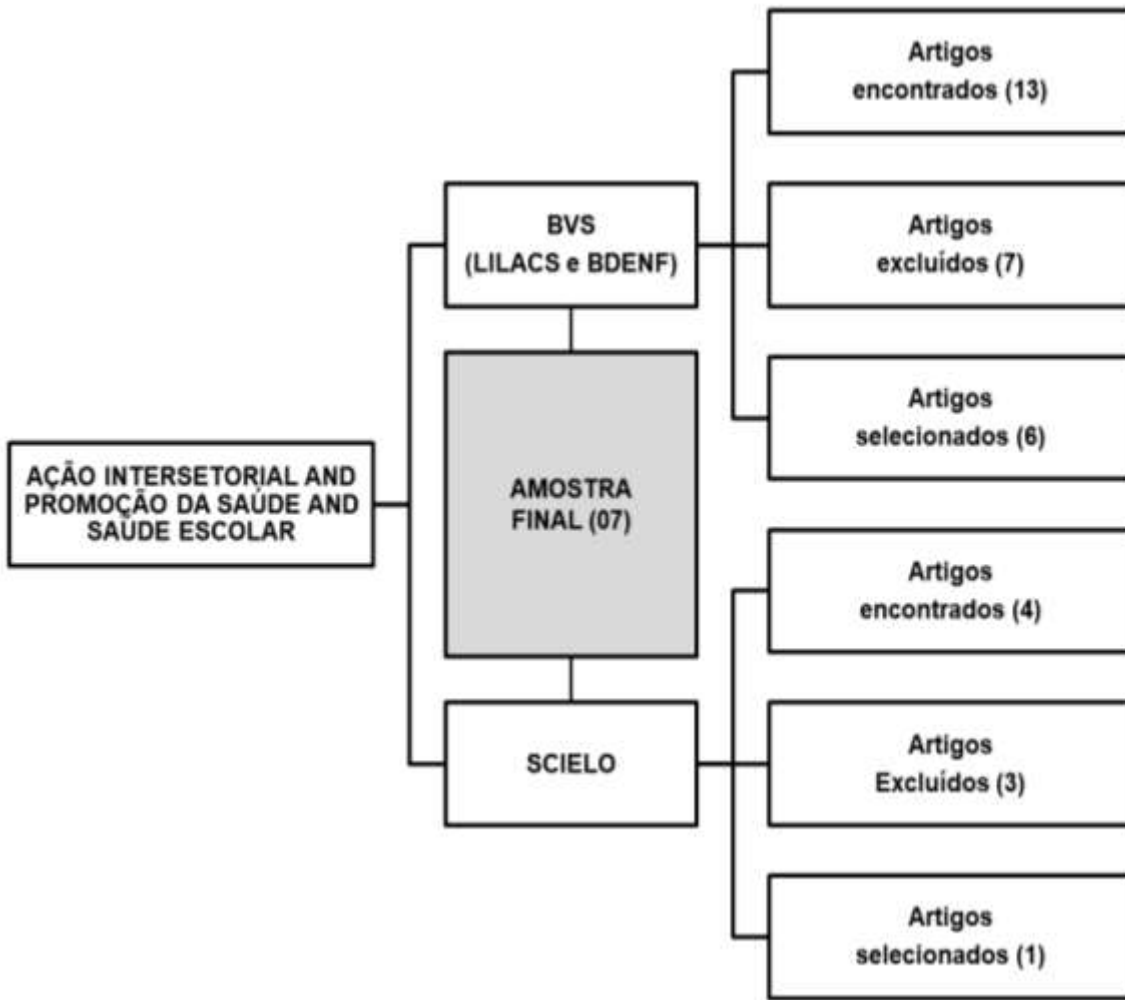 AÇÃO INTERSETORIAL AND
PROMOÇÃO DA SAÚDE AND
SAÚDE ESCOLAR
BVS
(LILACS e BDENF)
Artigos
encontrados (13)
Artigos
excluídos (7)
Artigos
selecionados (6)
AMOSTRA
FINAL (07)
SCIELO
Artigos
encontrados (4)
Artigos
Excluídos (3)
Artigos
selecionados (1)